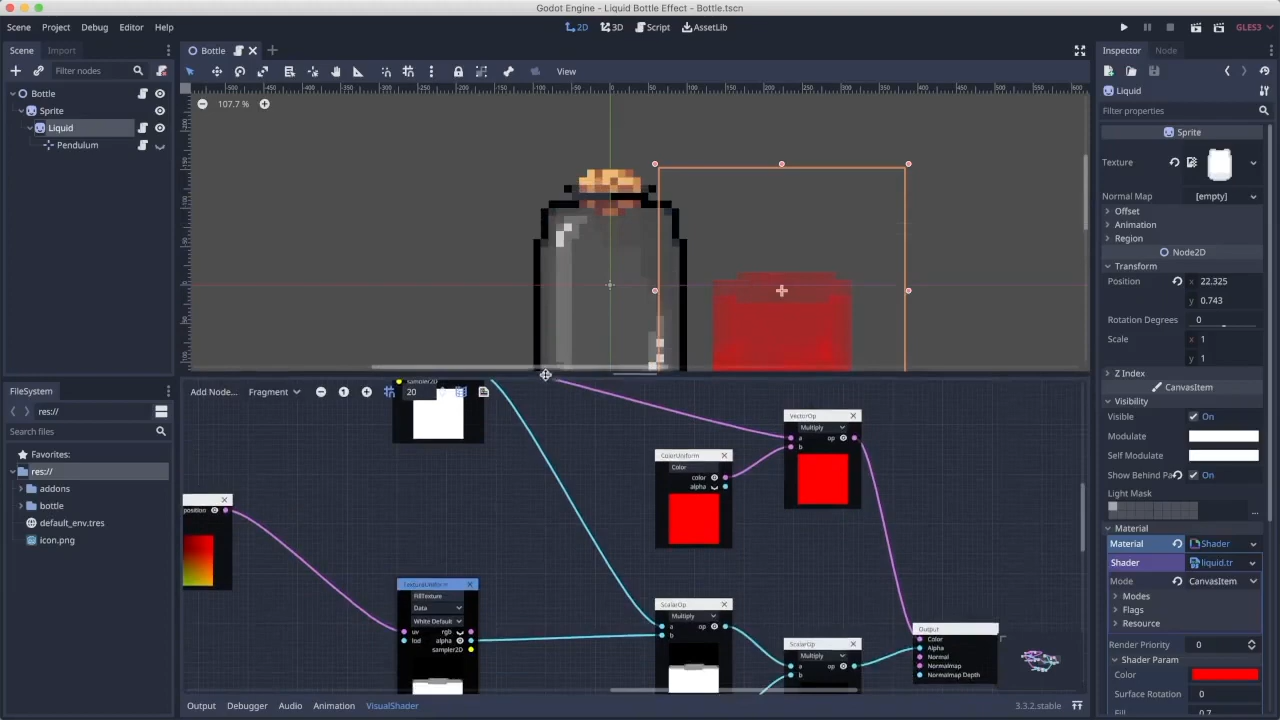 Godot Engine - Liquid Bottle Effect - Bottle.tscn
Scene Project Debug Editor Help
2D 3D Script AssetLib
GLES3
Scene Import
Filter nodes
Bottle
Sprite
Liquid
Pendulum
Bottle
View
107.7 %
FileSystem
res://
Search files
Favorites:
res://
addons
bottle
default_env.tres
icon.png
Add Node...
Fragment
20
sampler2D
position
TextureUniform
FillTexture
Data
White Default
uv rgb
lod alpha
sampler2D
ColorUniform
Color
color
alpha
VectorOp
Multiply
a op
b
ScalarOp
Multiply
a op
b
ScalarOp
Multiply
a op
b
Output
Color
Alpha
Normal
Normalmap
Normalmap Depth
Output Debugger Audio Animation VisualShader
3.3.2.stable
Inspector Node
Liquid
Filter properties
Sprite
Texture
Normal Map [empty]
Offset
Animation
Region
Node2D
Transform
Position x 22.325
y 0.743
Rotation Degrees 0
Scale x 1
y 1
Z Index
CanvasItem
Visibility
Visible On
Modulate
Self Modulate
Show Behind Pa On
Light Mask
...
Material
Material Shader
Shader liquid.tr
Mode CanvasItem
Modes
Flags
Resource
Render Priority 0
Shader Param
Color
Surface Rotation 0
Fill 0.7